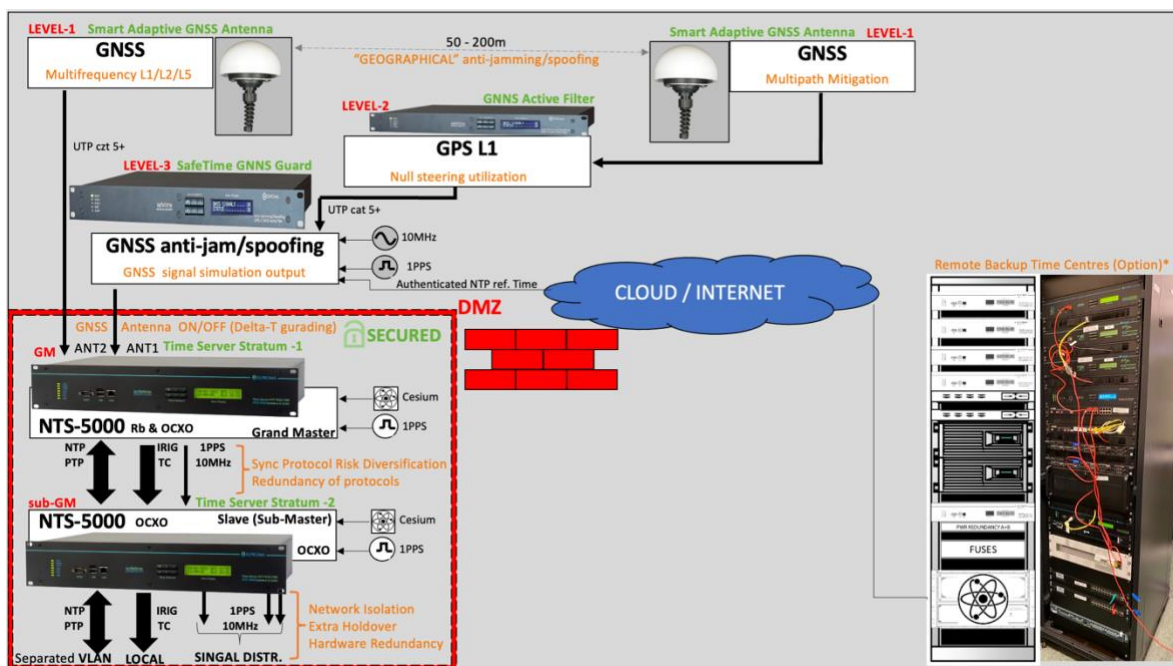 Smart Adaptive GNSS Antenna
LEVEL-1
GNSS
Multifrequency L1/L2/L5
50 - 200m
“GEOGRAPHICAL” anti-jamming/spoofing
Smart Adaptive GNSS Antenna
LEVEL-1
GNSS
Multipath Mitigation
GNNS Active Filter
LEVEL-2
GPS L1
Null steering utilization
UTP czt 5+
LEVEL-3 SafeTime GNNS Guard
UTP cat 5+
GNSS anti-jam/spoofing
GNSS signal simulation output
10MHz
1PPS
Authenticated NTP ref. Time
CLOUD / INTERNET
Remote Backup Time Centres (Option)*
DMZ
GNSS Antenna ON/OFF (Delta-T gurading)
SECURED
GM
ANT2 ANT1
Time Server Stratum -1
Cesium
NTS-5000 Rb & OCXO
Grand Master
1PPS
NTP IRIG 1PPS
PTP TC 10MHz
Sync Protocol Risk Diversification
Redundancy of protocols
sub-GM
Time Server Stratum -2
NTS-5000 OCXO
Slave (Sub-Master)
Cesium
OCXO
1PPS
NTP IRIG 1PPS
PTP TC 10MHz
Network Isolation
Extra Holdover
Hardware Redundancy
Separated VLAN LOCAL SINGAL DISTR.
PWR REDUNDANCY A+B
FUSES